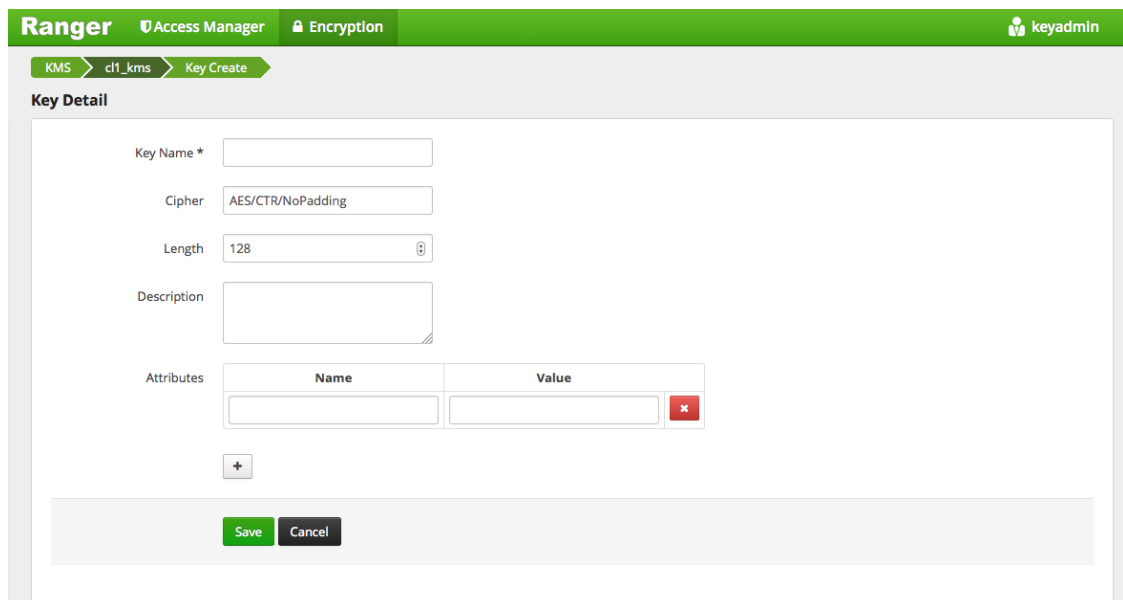 Ranger Access Manager Encryption keyadmin
KMS cl1_kms Key Create
Key Detail
Key Name *
Cipher AES/CTR/NoPadding
Length 128
Description
Attributes Name Value
Save Cancel